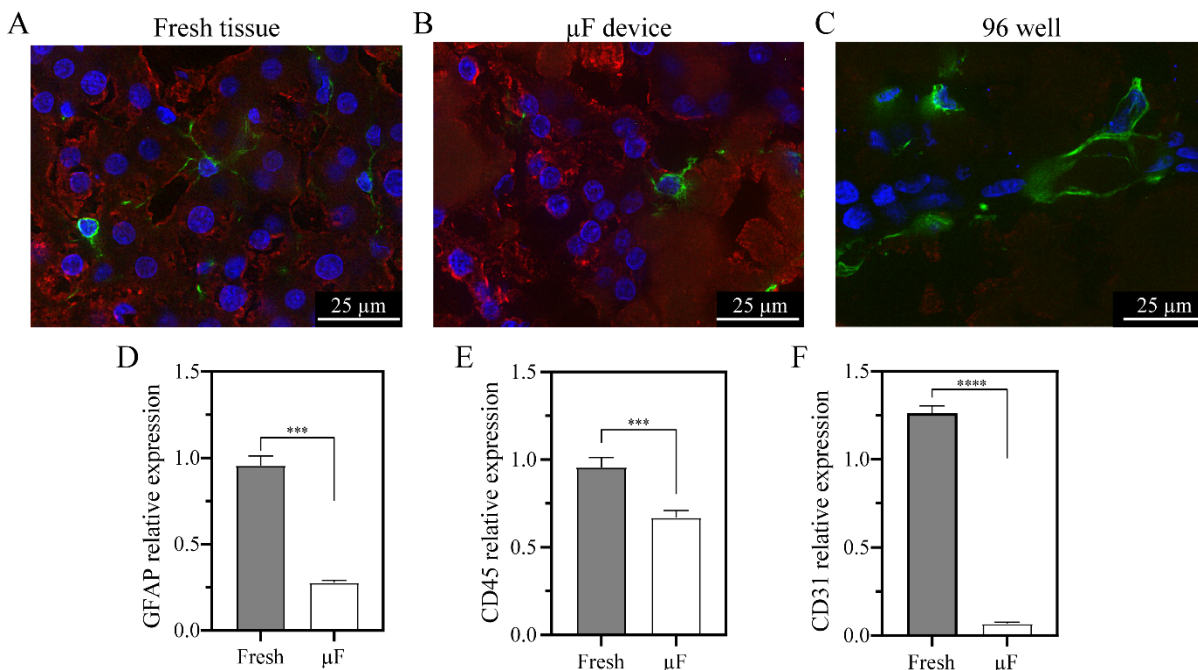 A Fresh tissue
B µF device
C 96 well
25 µm
25 µm
25 µm
D
GFAP relative expression
1.5
1.0
0.5
0.0
***
Fresh µF
E
CD45 relative expression
1.5
1.0
0.5
0.0
***
Fresh µF
F
CD31 relative expression
1.5
1.0
0.5
0.0
****
Fresh µF